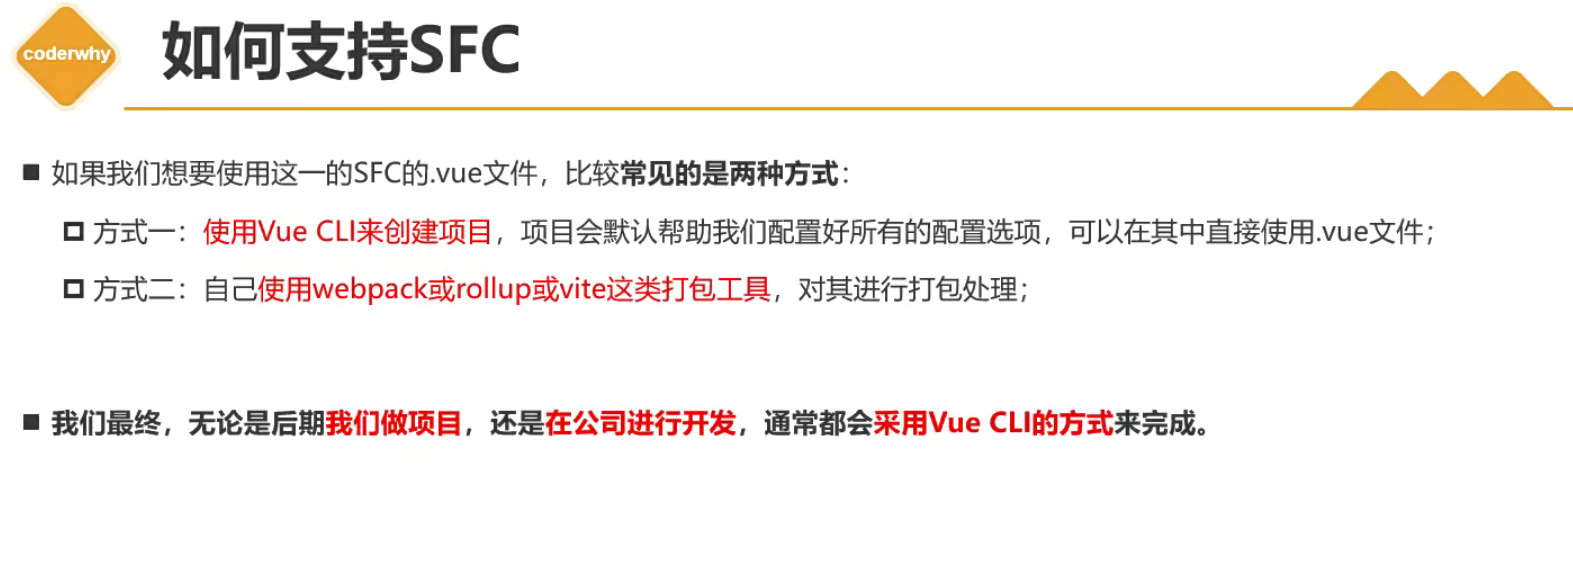 coderwhy
如何支持SFC
如果我们想要使用这一的SFC的.vue文件，比较常见的是两种方式：
方式一：使用Vue CLI来创建项目，项目会默认帮助我们配置好所有的配置选项，可以在其中直接使用.vue文件；
方式二：自己使用webpack或rollup或vite这类打包工具，对其进行打包处理；
我们最终，无论是后期我们做项目，还是在公司进行开发，通常都会采用Vue CLI的方式来完成。